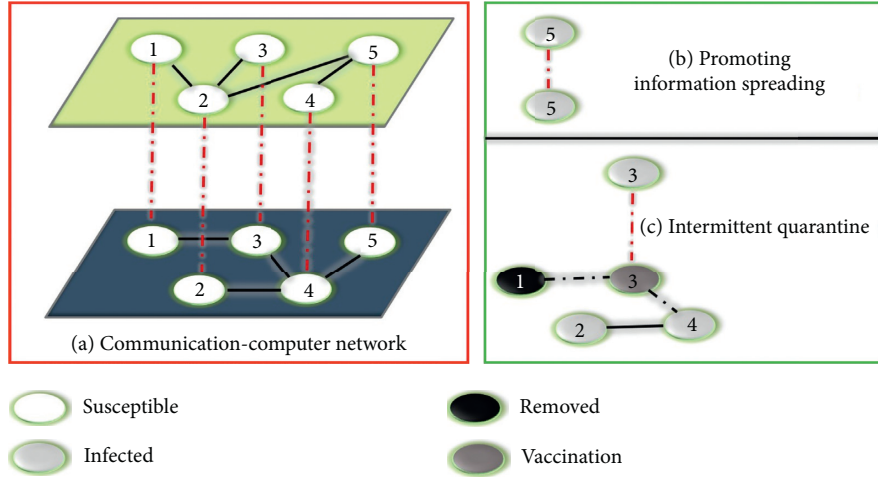 1
3
5
2
4
1
3
5
2
4
(a) Communication-computer network
5
5
(b) Promoting
information spreading
3
(c) Intermittent quarantine
1
3
2
4
Susceptible
Infected
Removed
Vaccination